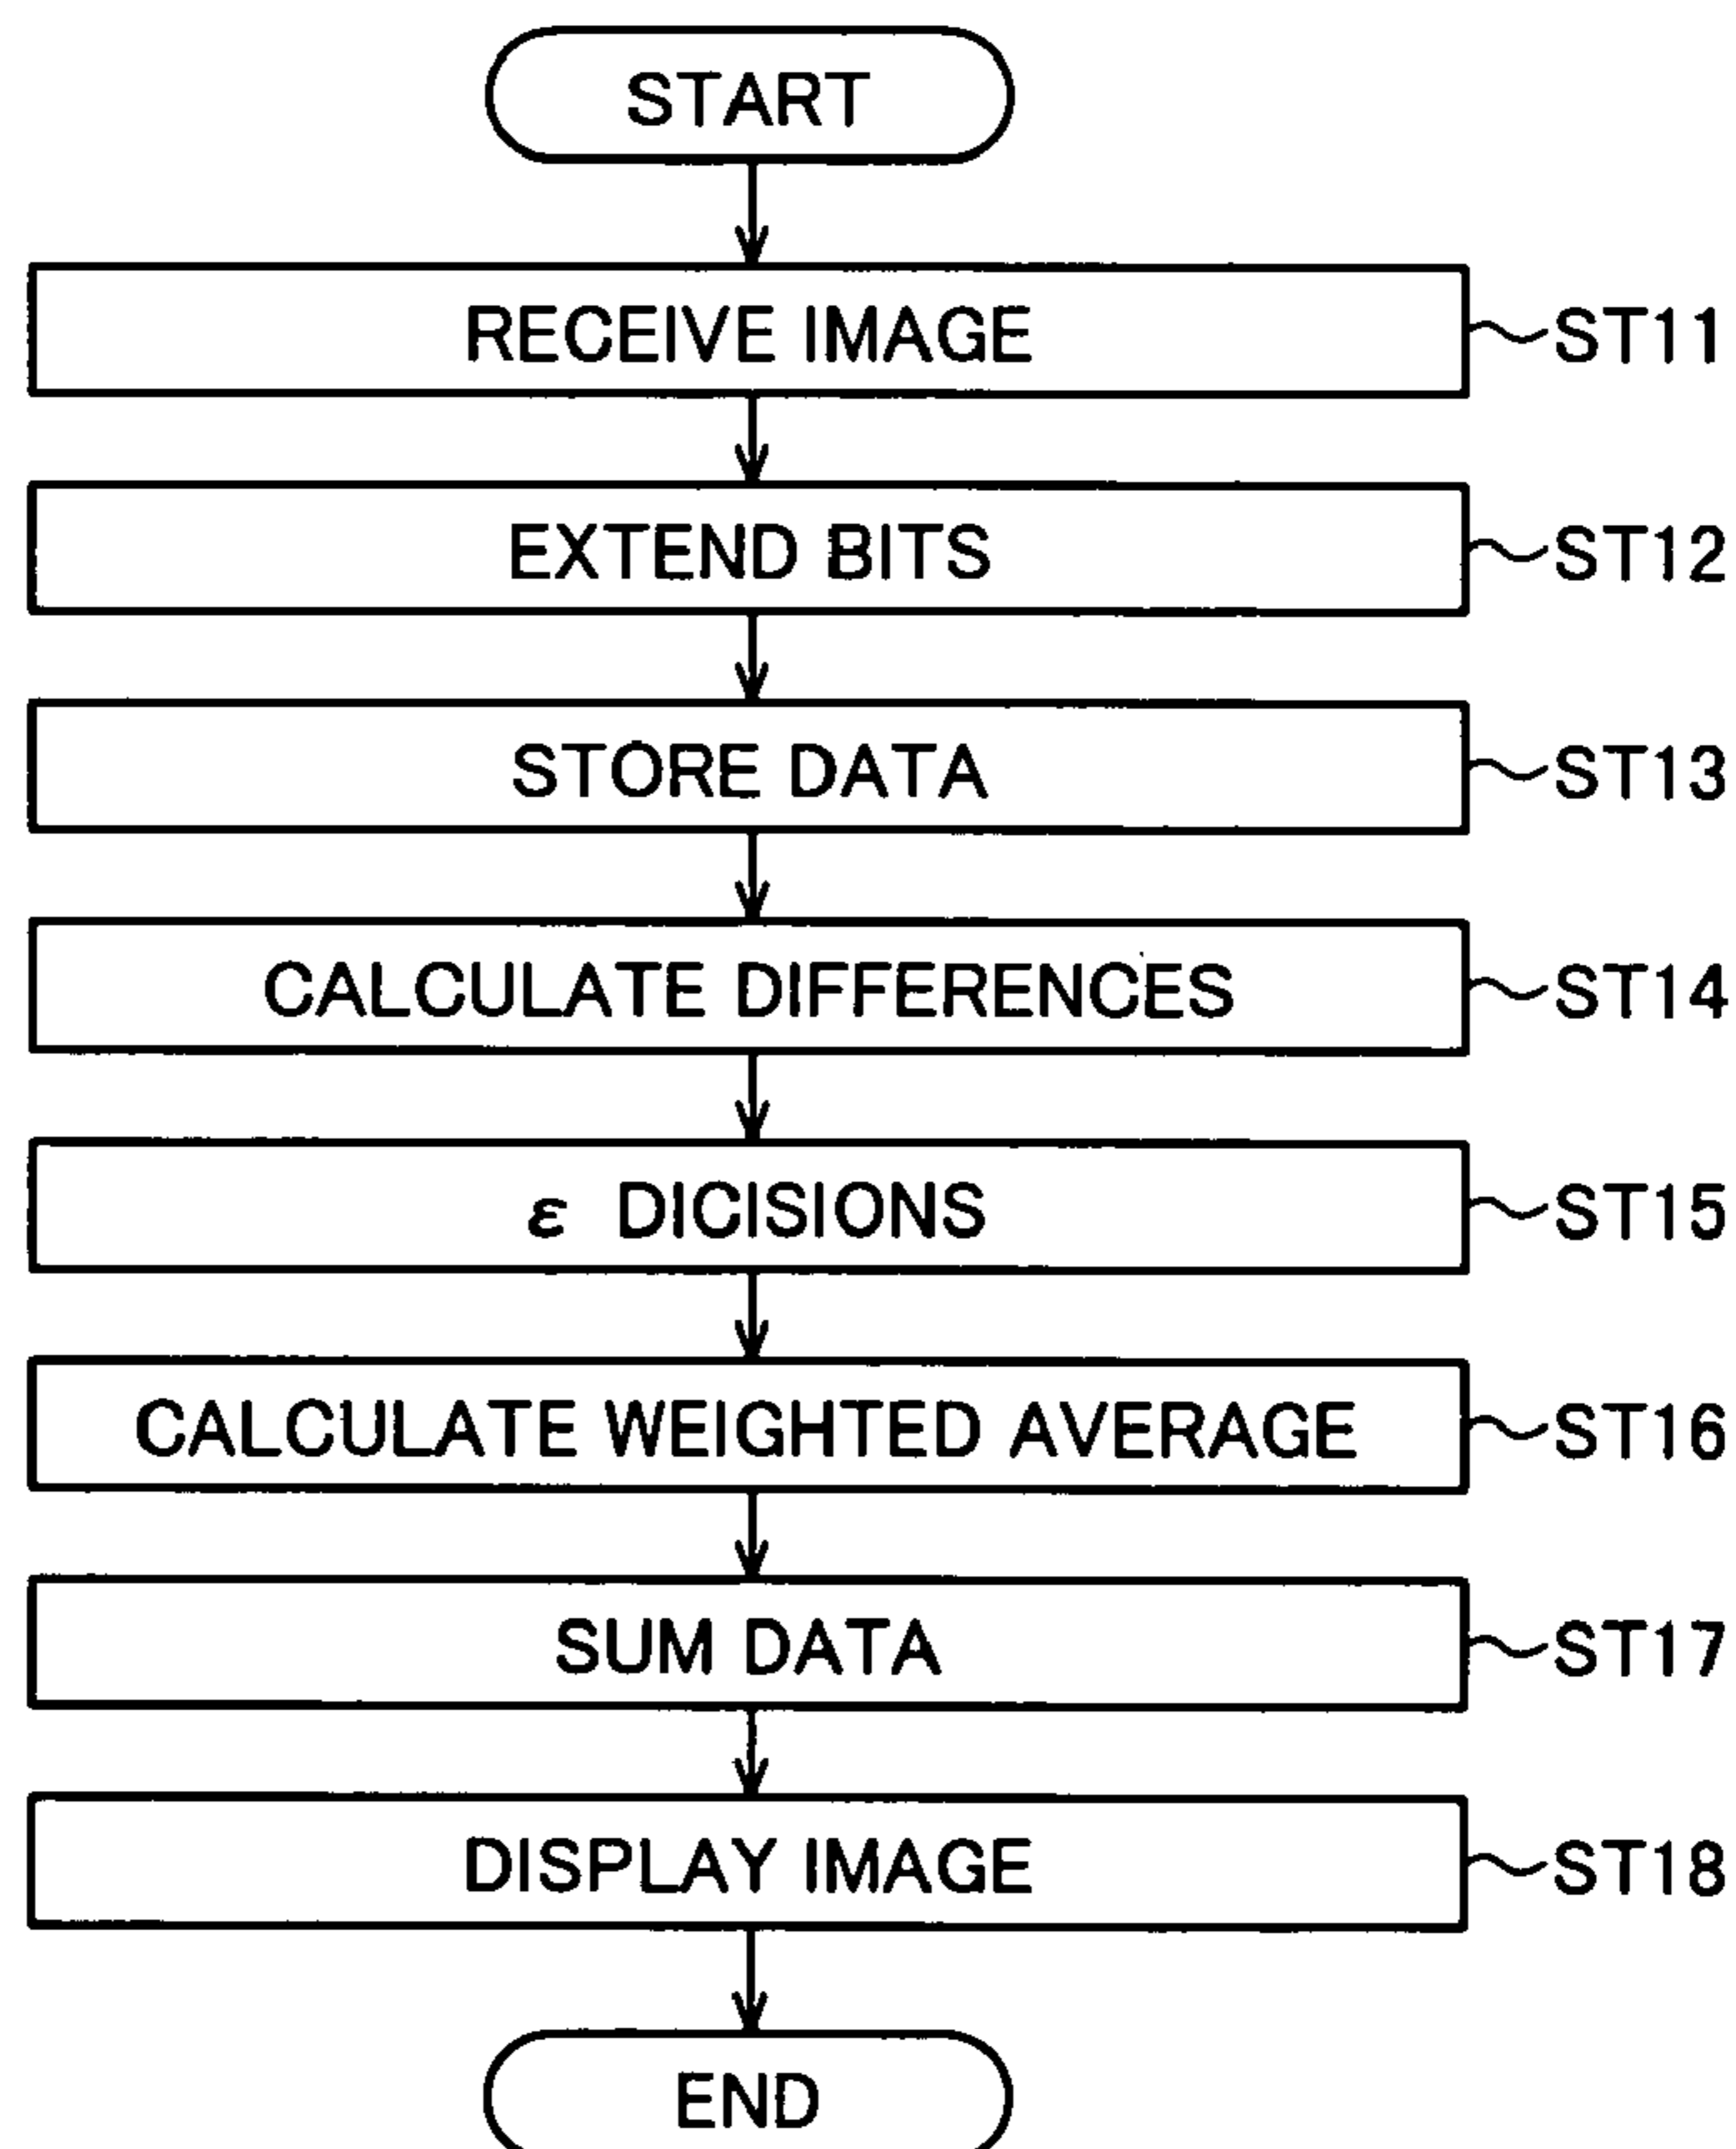 START
RECEIVE IMAGE ST11
EXTEND BITS ST12
STORE DATA ST13
CALCULATE DIFFERENCES ST14
ε DICISIONS ST15
CALCULATE WEIGHTED AVERAGE ST16
SUM DATA ST17
DISPLAY IMAGE ST18
END